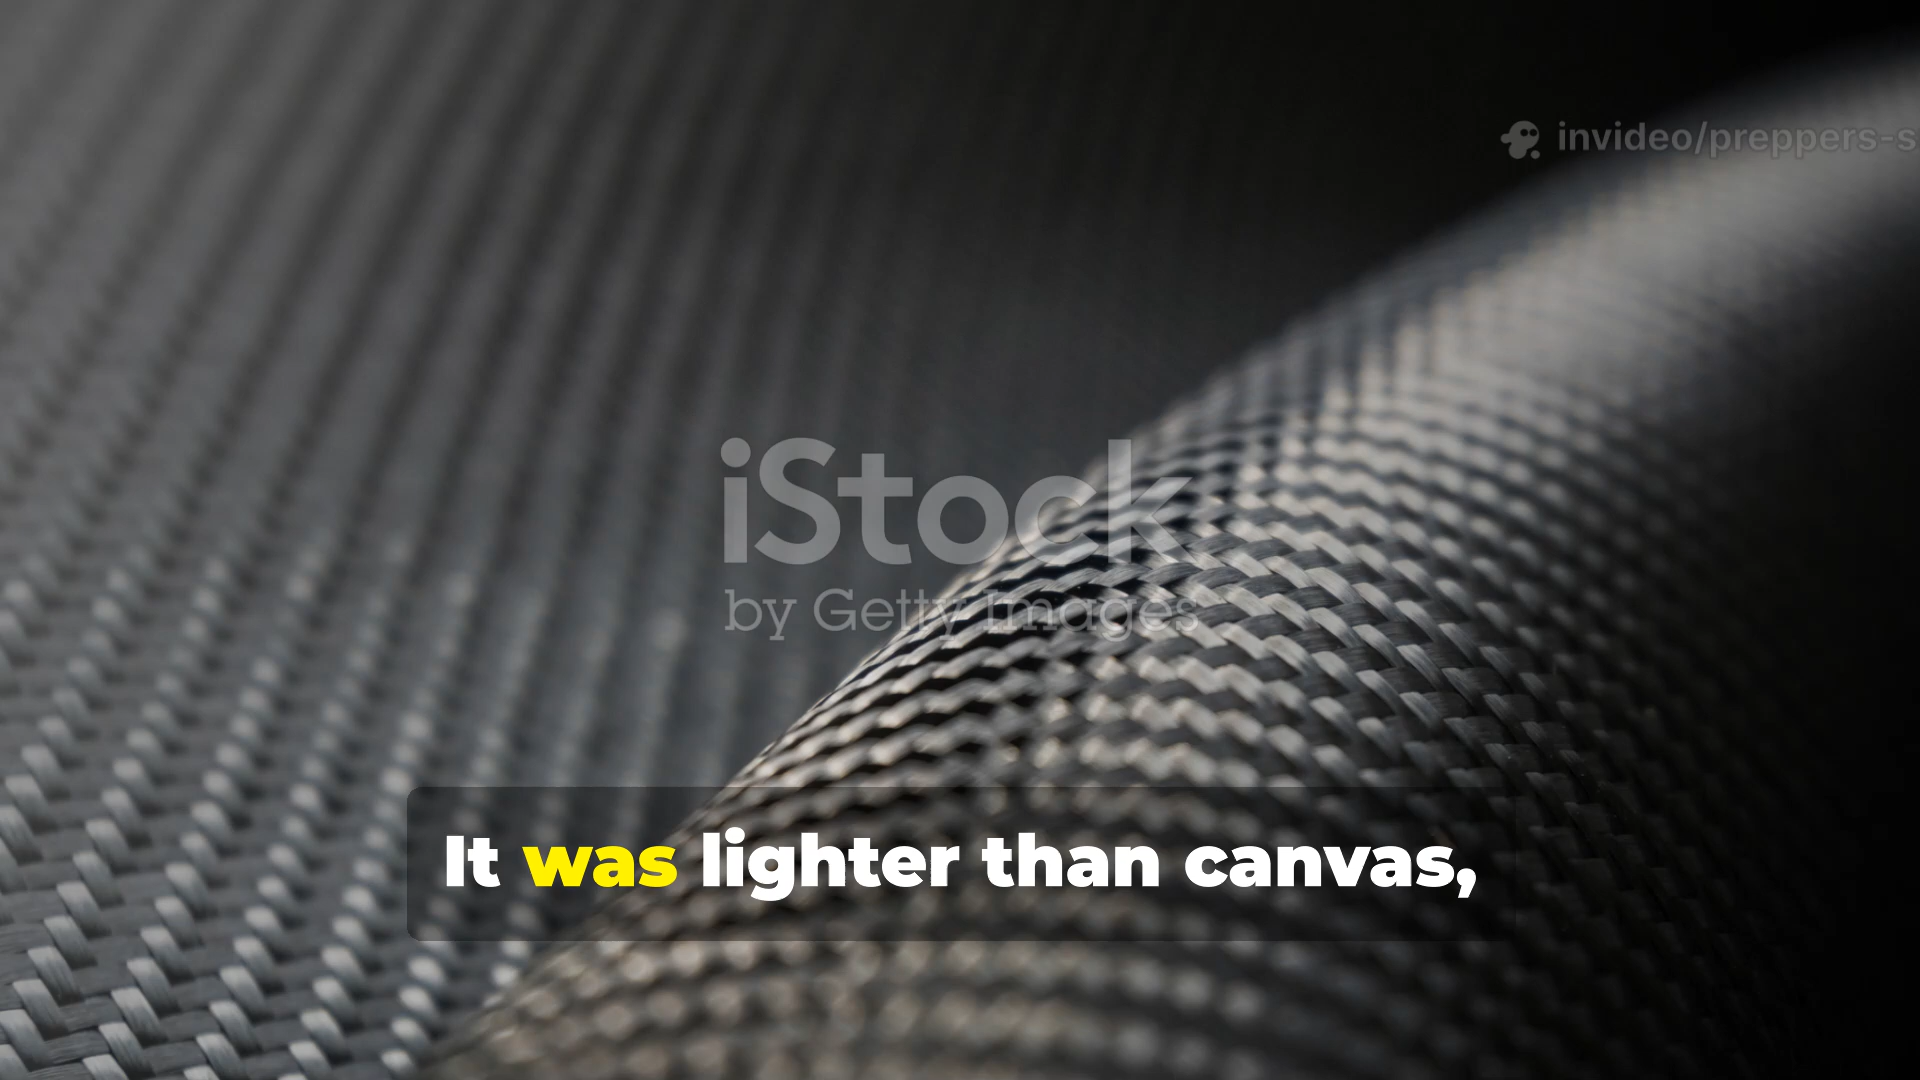 invideo/preppers-s
iStock
by Getty Images
It was lighter than canvas,